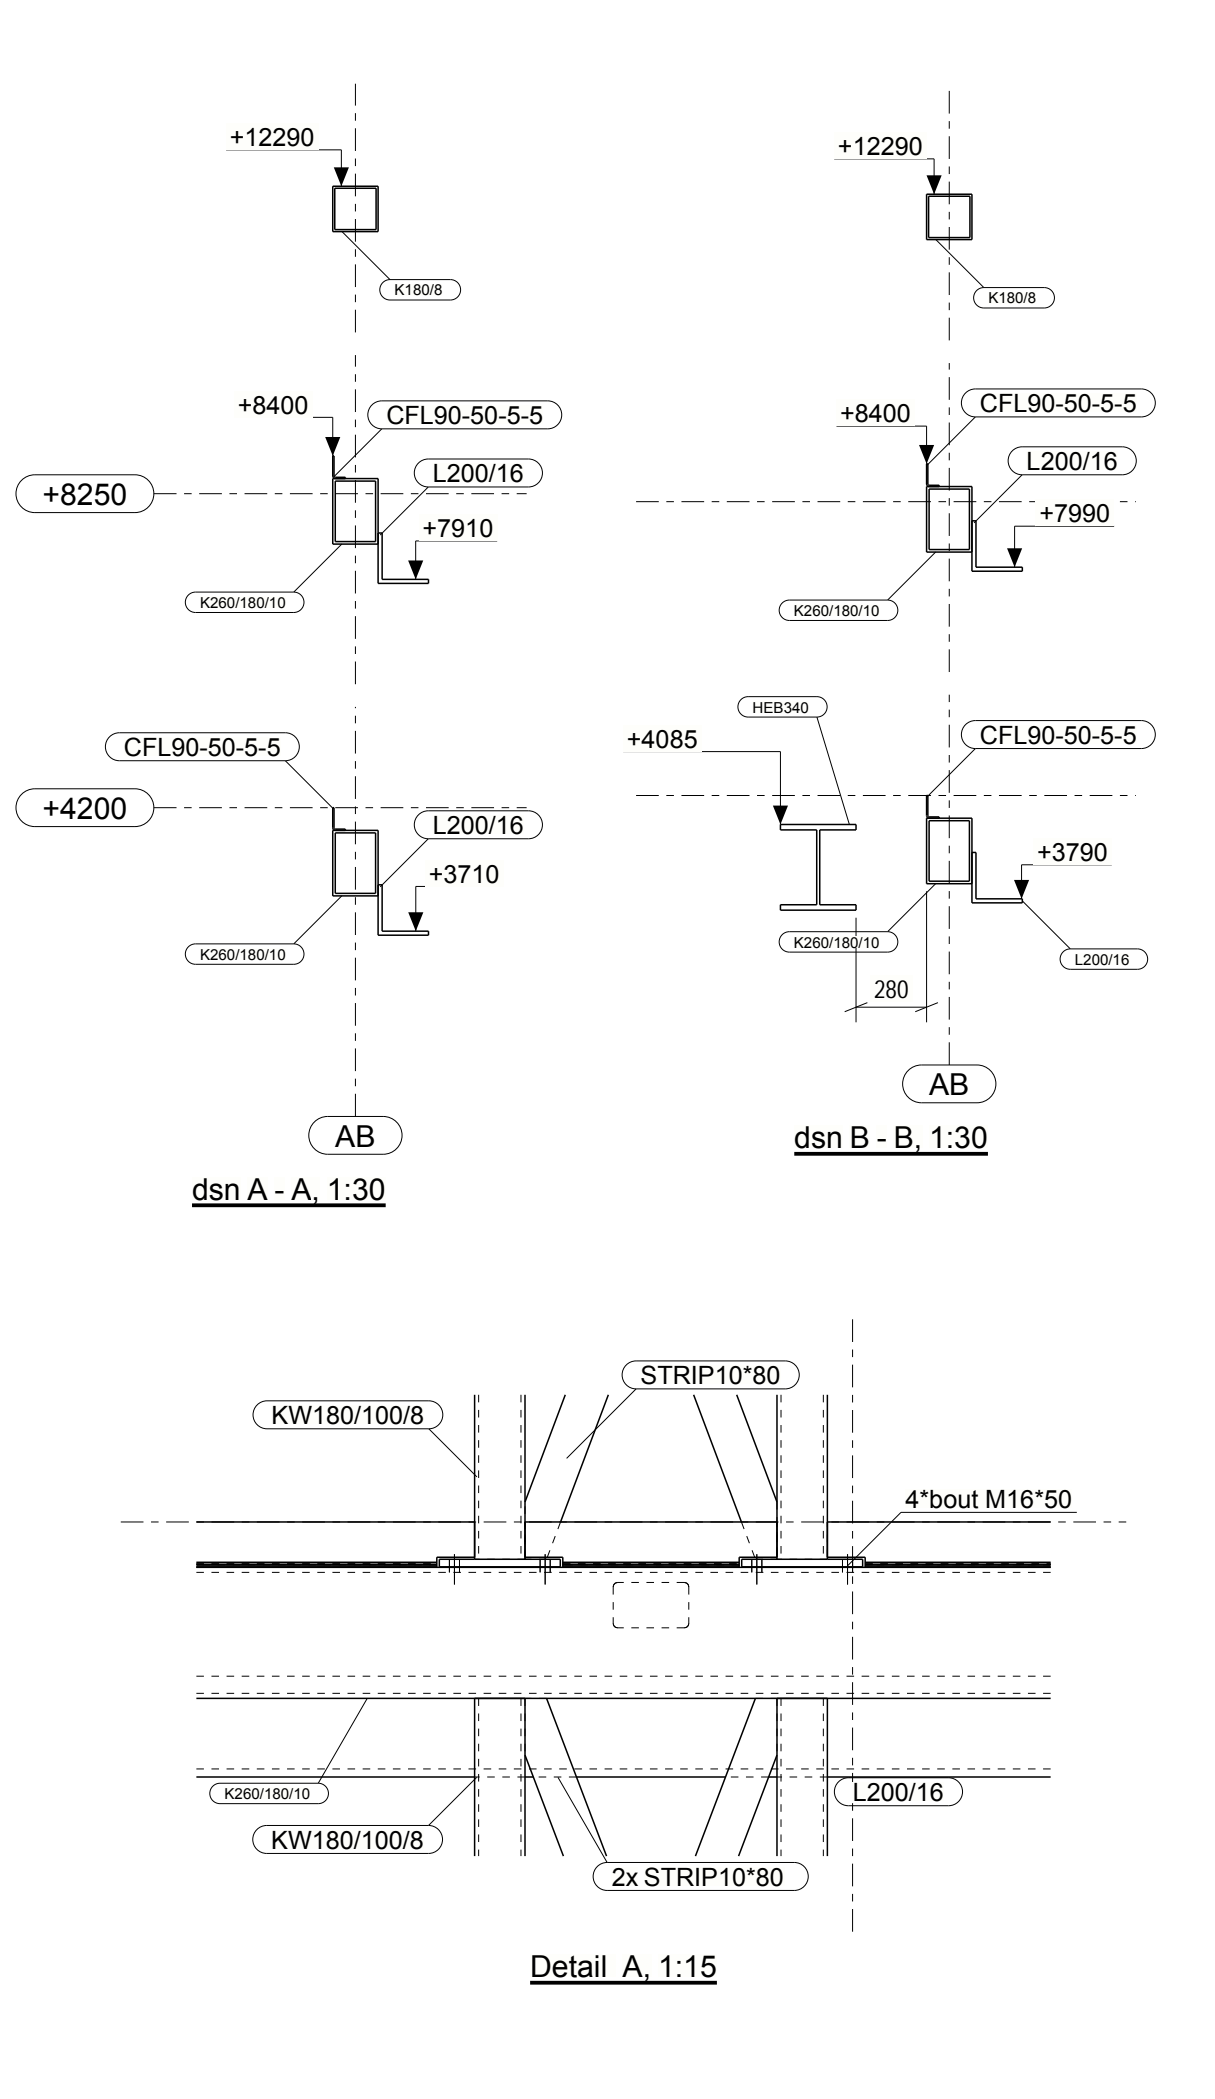 +12290
K180/8
+8400
CFL90-50-5-5
L200/16
+8250
+7910
K260/180/10
CFL90-50-5-5
+4200
L200/16
+3710
K260/180/10
AB
dsn A - A, 1:30
+12290
K180/8
+8400
CFL90-50-5-5
L200/16
+7990
K260/180/10
HEB340
+4085
CFL90-50-5-5
+3790
K260/180/10
L200/16
280
AB
dsn B - B, 1:30
STRIP10*80
KW180/100/8
4*bout M16*50
K260/180/10
L200/16
KW180/100/8
2x STRIP10*80
Detail A, 1:15